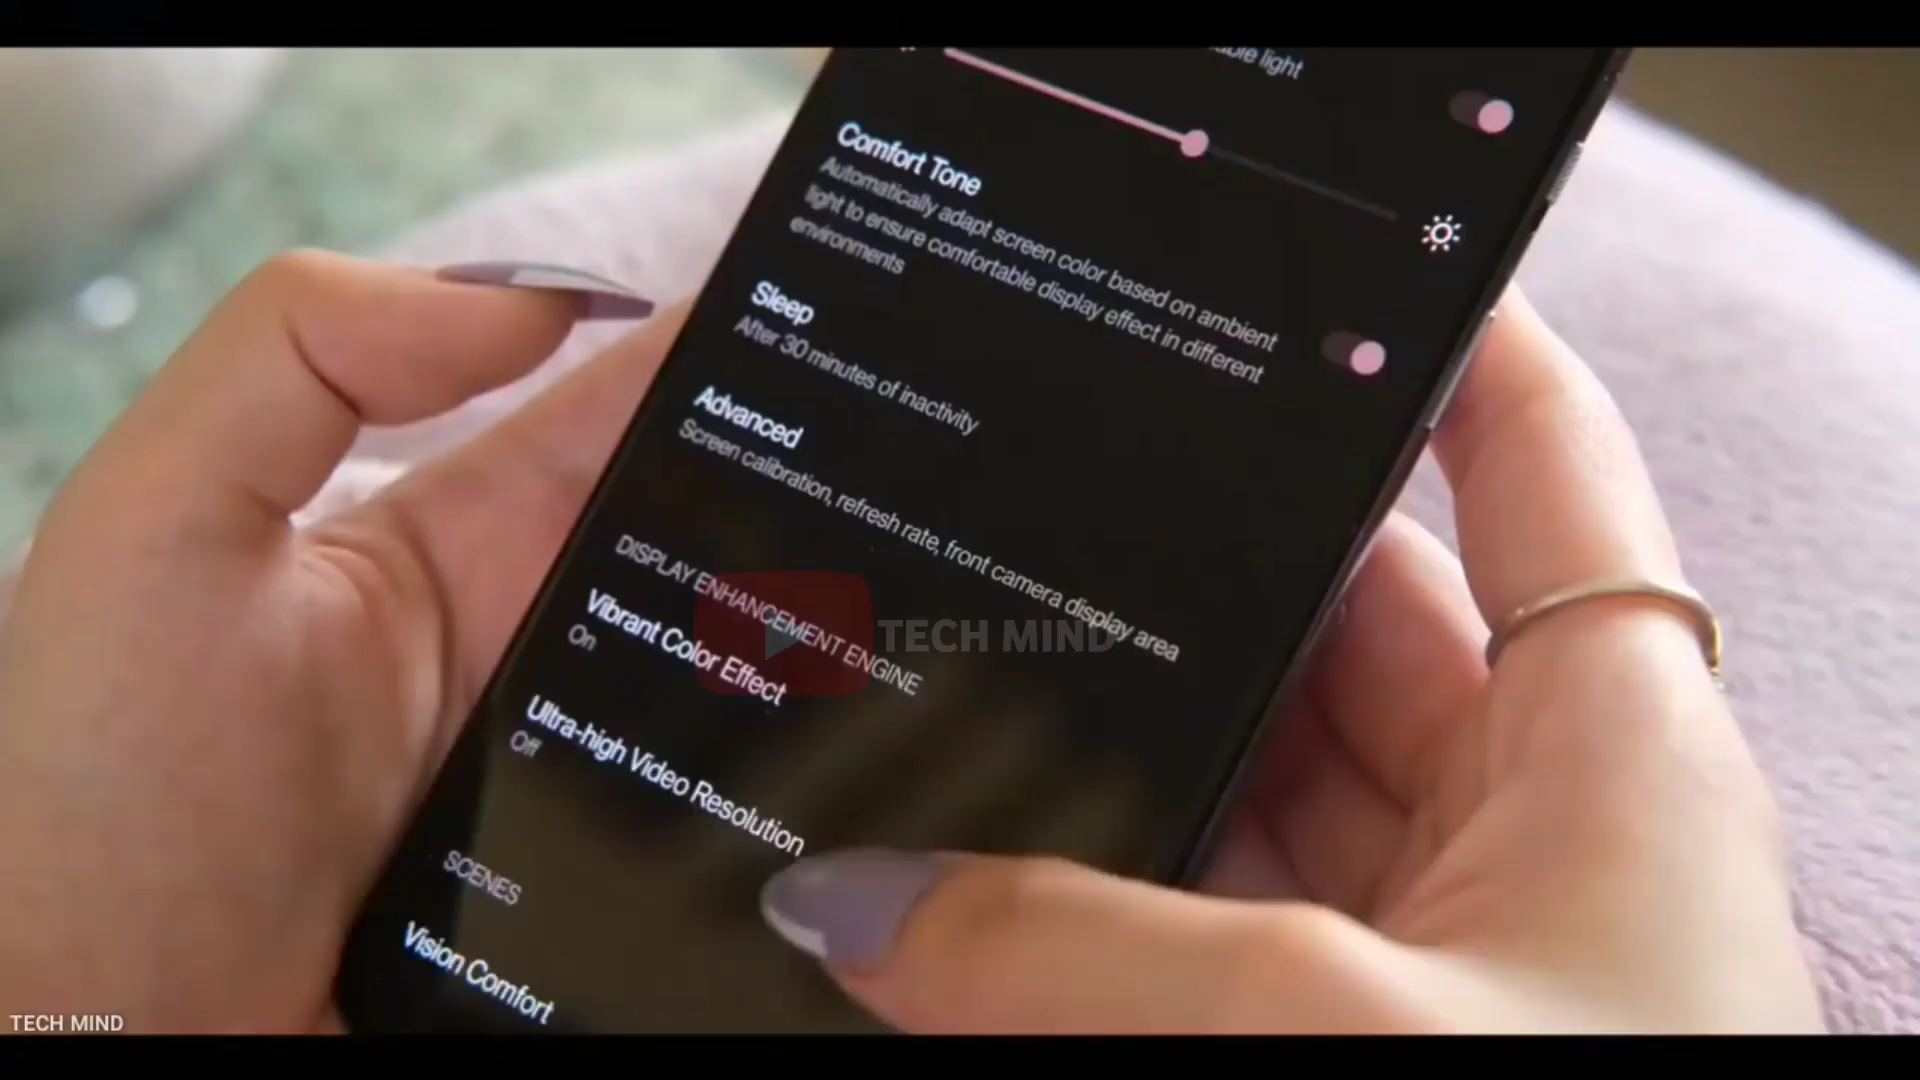 light
Comfort Tone
Automatically adapt screen color based on ambient
light to ensure comfortable display effect in different
environments
Sleep
After 30 minutes of inactivity
Advanced
Screen calibration, refresh rate, front camera display area
DISPLAY ENHANCEMENT ENGINE
Vibrant Color Effect
On
TECH MIND
Ultra-high Video Resolution
Off
SCENES
Vision Comfort
TECH MIND